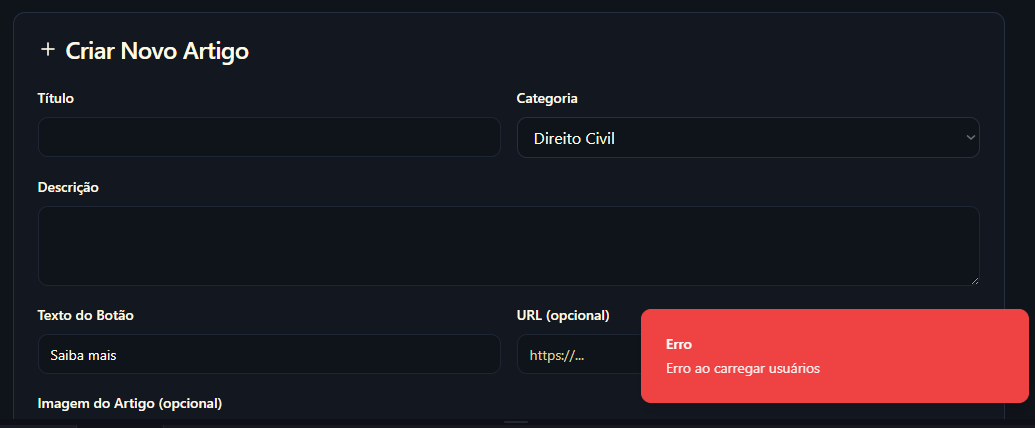 Criar Novo Artigo
Título
Categoria
Direito Civil
Descrição
Texto do Botão
URL (opcional)
Saiba mais
https://...
Erro
Erro ao carregar usuários
Imagem do Artigo (opcional)